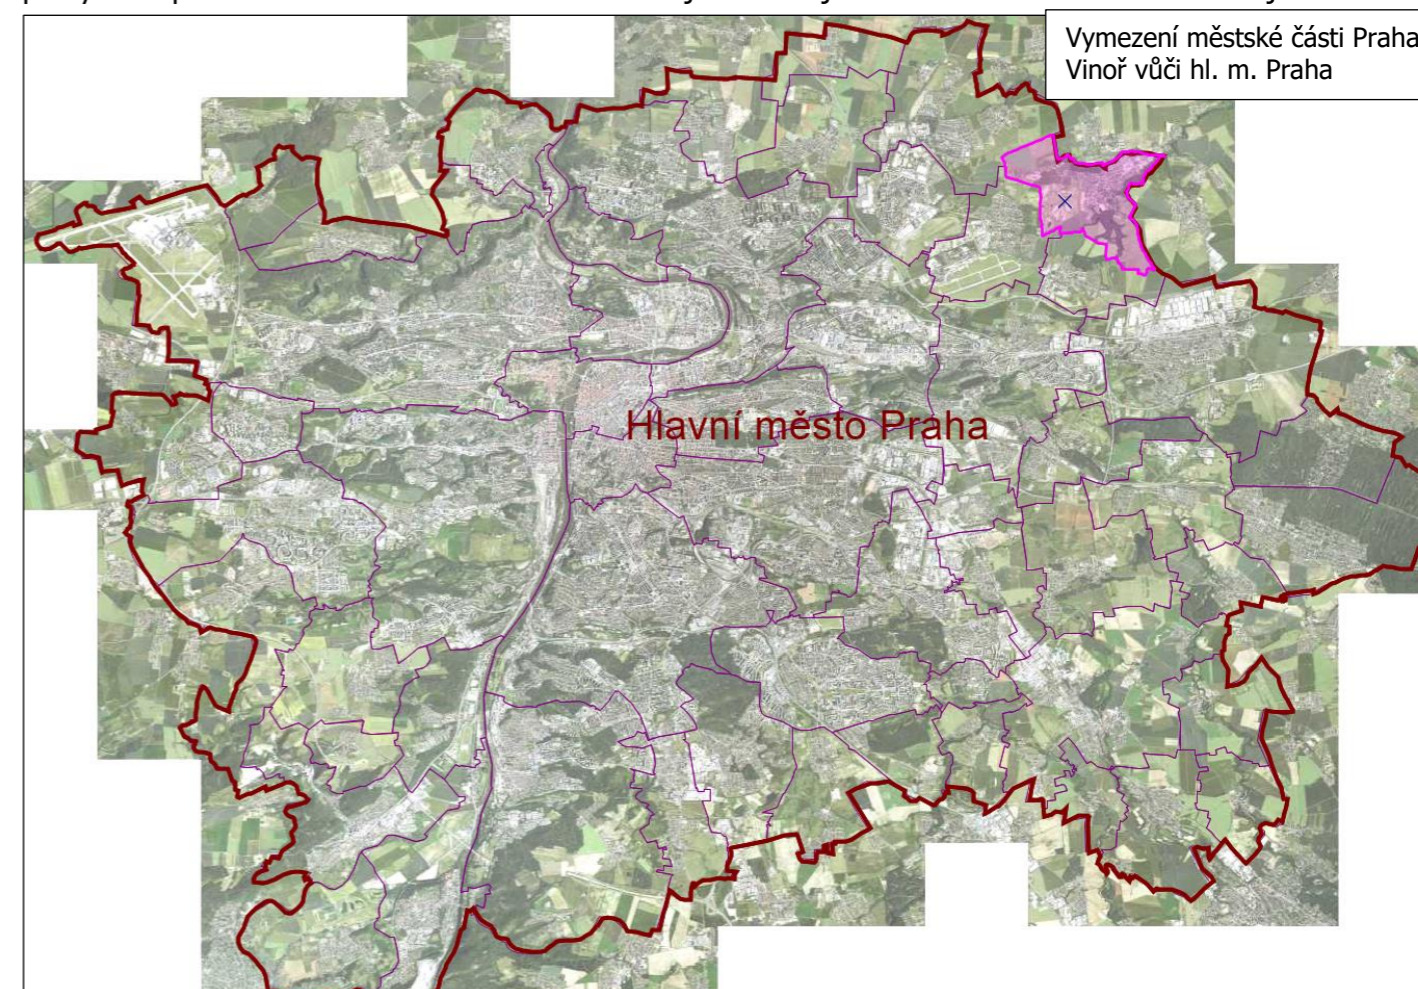 Vymezení městské části Praha
Vinoř vůči hl. m. Praha
Hlavní město Praha